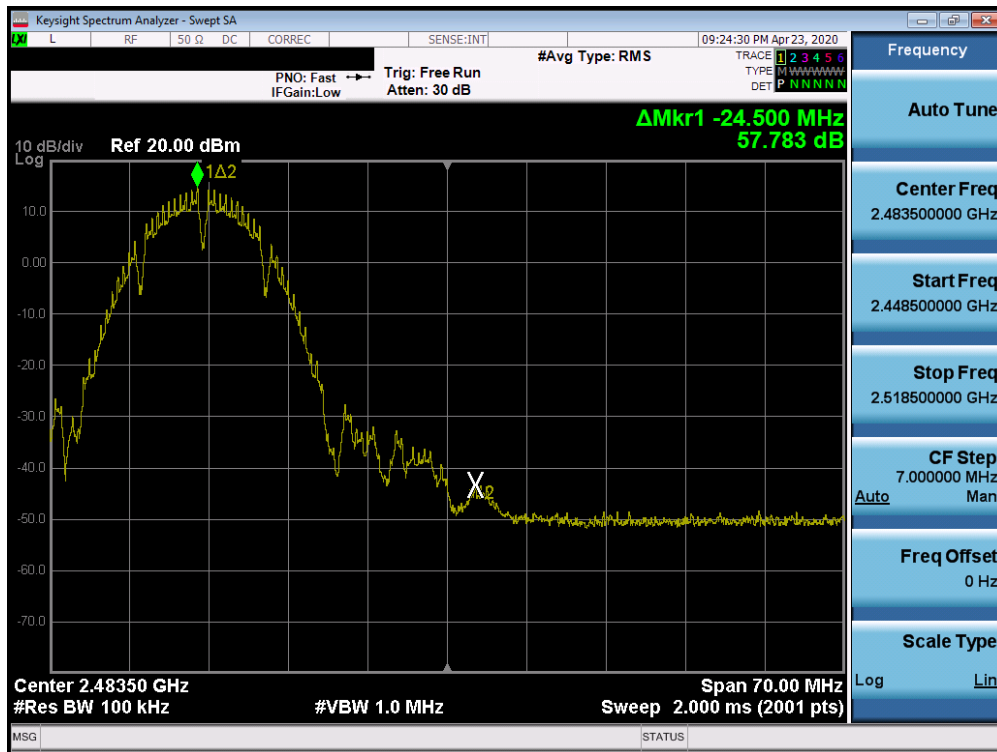 Keysight Spectrum Analyzer - Swept SA
LXI L RF 50 Ω DC CORREC SENSE:INT 09:24:30 PM Apr 23, 2020
#Avg Type: RMS TRACE 1 2 3 4 5 6
PNO: Fast Trig: Free Run TYPE M WWWWW
IFGain:Low Atten: 30 dB DET P N N N N N
ΔMkr1 -24.500 MHz
57.783 dB
10 dB/div Ref 20.00 dBm
Log
1Δ2
10.0
0.00
-10.0
-20.0
-30.0
-40.0
X
-50.0
-60.0
-70.0
Center 2.48350 GHz Span 70.00 MHz
#Res BW 100 kHz #VBW 1.0 MHz Sweep 2.000 ms (2001 pts)
MSG STATUS
Frequency
Auto Tune
Center Freq
2.483500000 GHz
Start Freq
2.448500000 GHz
Stop Freq
2.518500000 GHz
CF Step
7.000000 MHz
Auto Man
Freq Offset
0 Hz
Scale Type
Log Lin